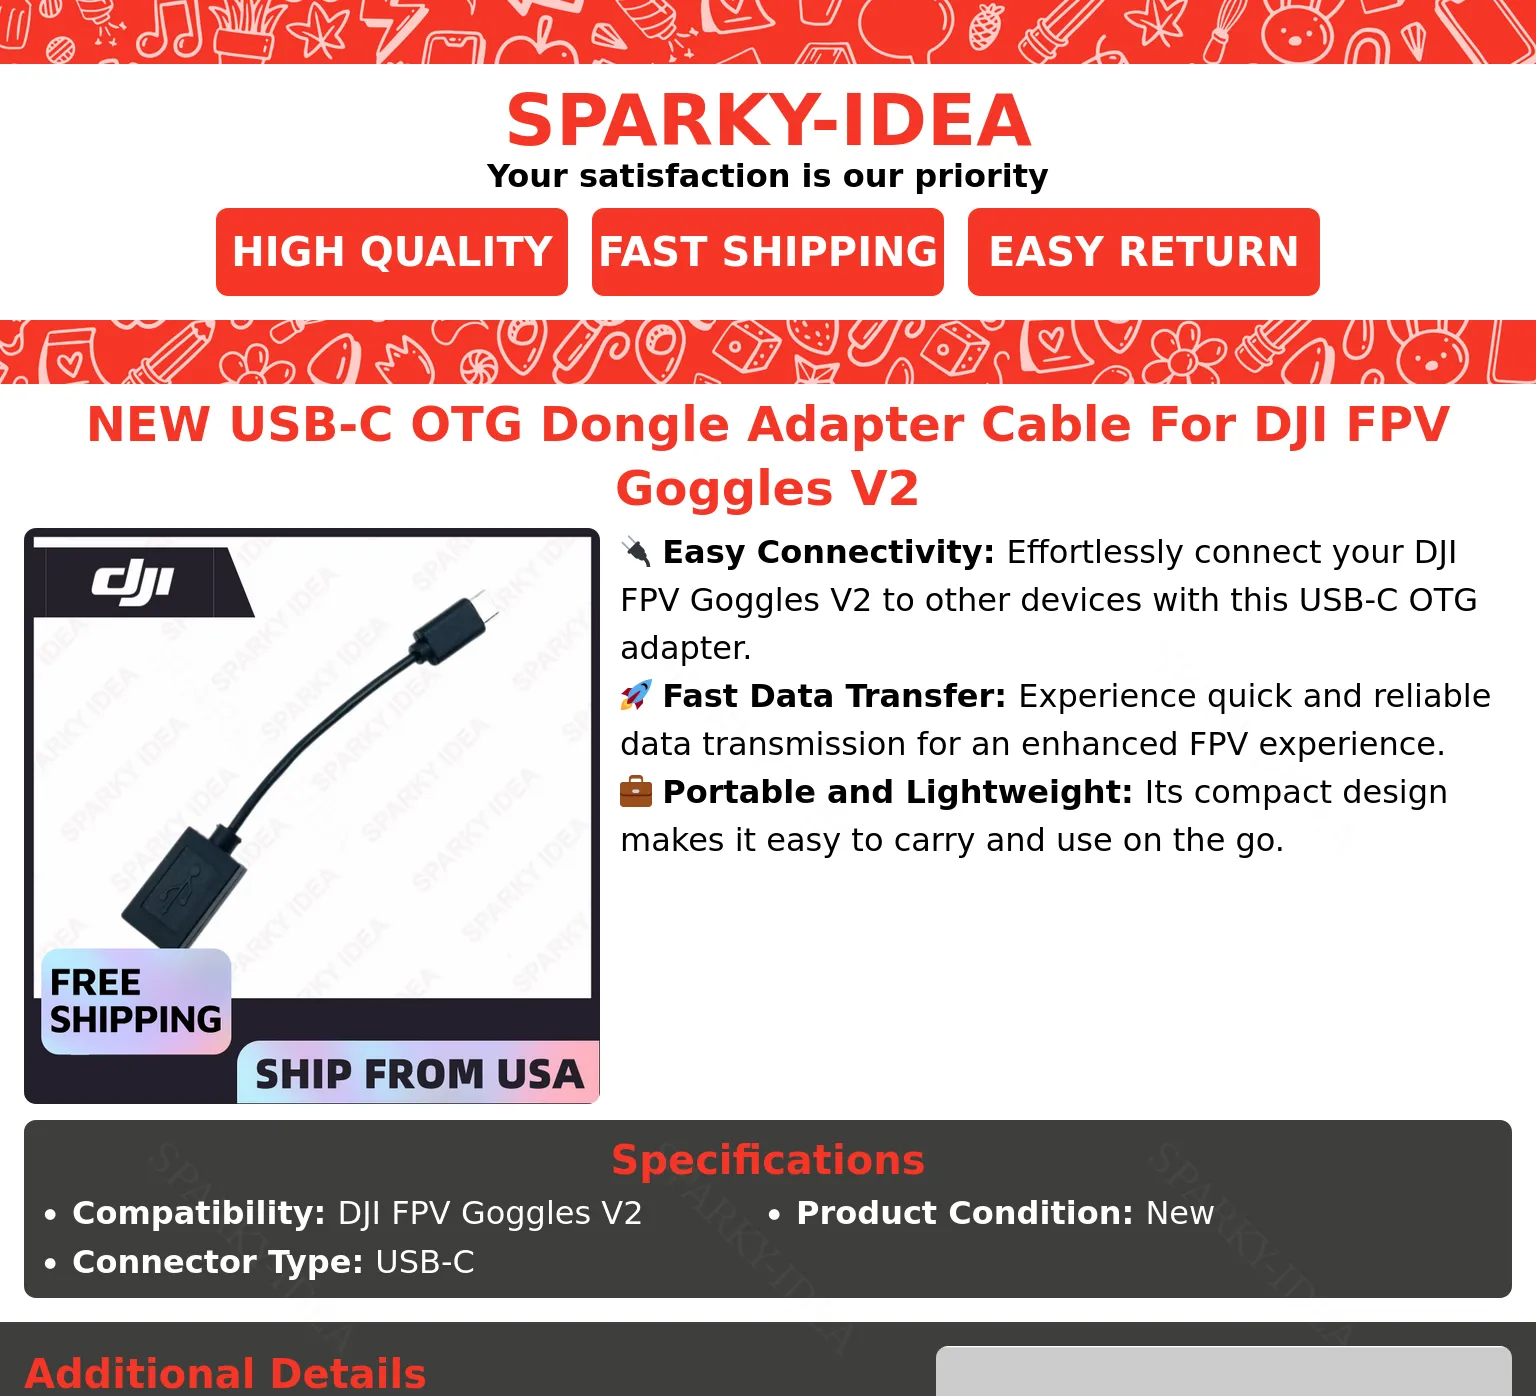 SPARKY-IDEA
Your satisfaction is our priority
HIGH QUALITY
FAST SHIPPING
EASY RETURN
NEW USB-C OTG Dongle Adapter Cable For DJI FPV
Goggles V2
dji
FREE
SHIPPING
SHIP FROM USA
🔌 Easy Connectivity: Effortlessly connect your DJI
FPV Goggles V2 to other devices with this USB-C OTG
adapter.
🚀 Fast Data Transfer: Experience quick and reliable
data transmission for an enhanced FPV experience.
💼 Portable and Lightweight: Its compact design
makes it easy to carry and use on the go.
Specifications
• Compatibility: DJI FPV Goggles V2
• Connector Type: USB-C
• Product Condition: New
Additional Details
SPARKY IDEA
SPARKY-IDEA